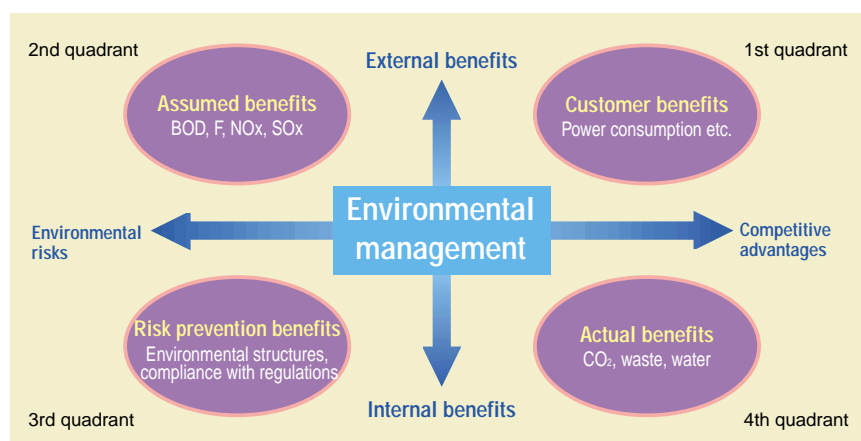 2nd quadrant
External benefits
1st quadrant
Assumed benefits
BOD, F, NOx, SOx
Customer benefits
Power consumption etc.
Environmental
risks
Environmental
management
Competitive
advantages
Risk prevention benefits
Environmental structures,
compliance with regulations
Actual benefits
CO₂, waste, water
3rd quadrant
Internal benefits
4th quadrant